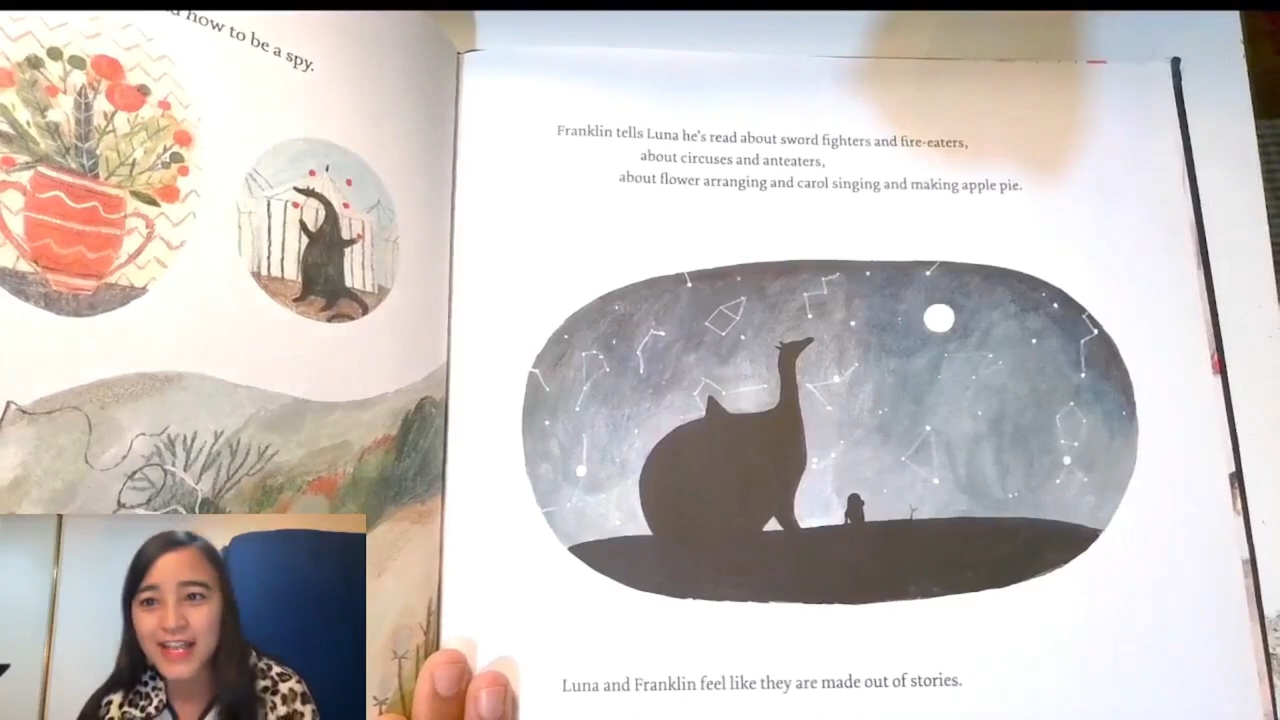 how to be a spy.
Franklin tells Luna he's read about sword fighters and fire-eaters,
about circuses and anteaters,
about flower arranging and carol singing and making apple pie.
Luna and Franklin feel like they are made out of stories.